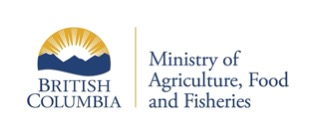 BRITISH
COLUMBIA
Ministry of
Agriculture, Food
and Fisheries